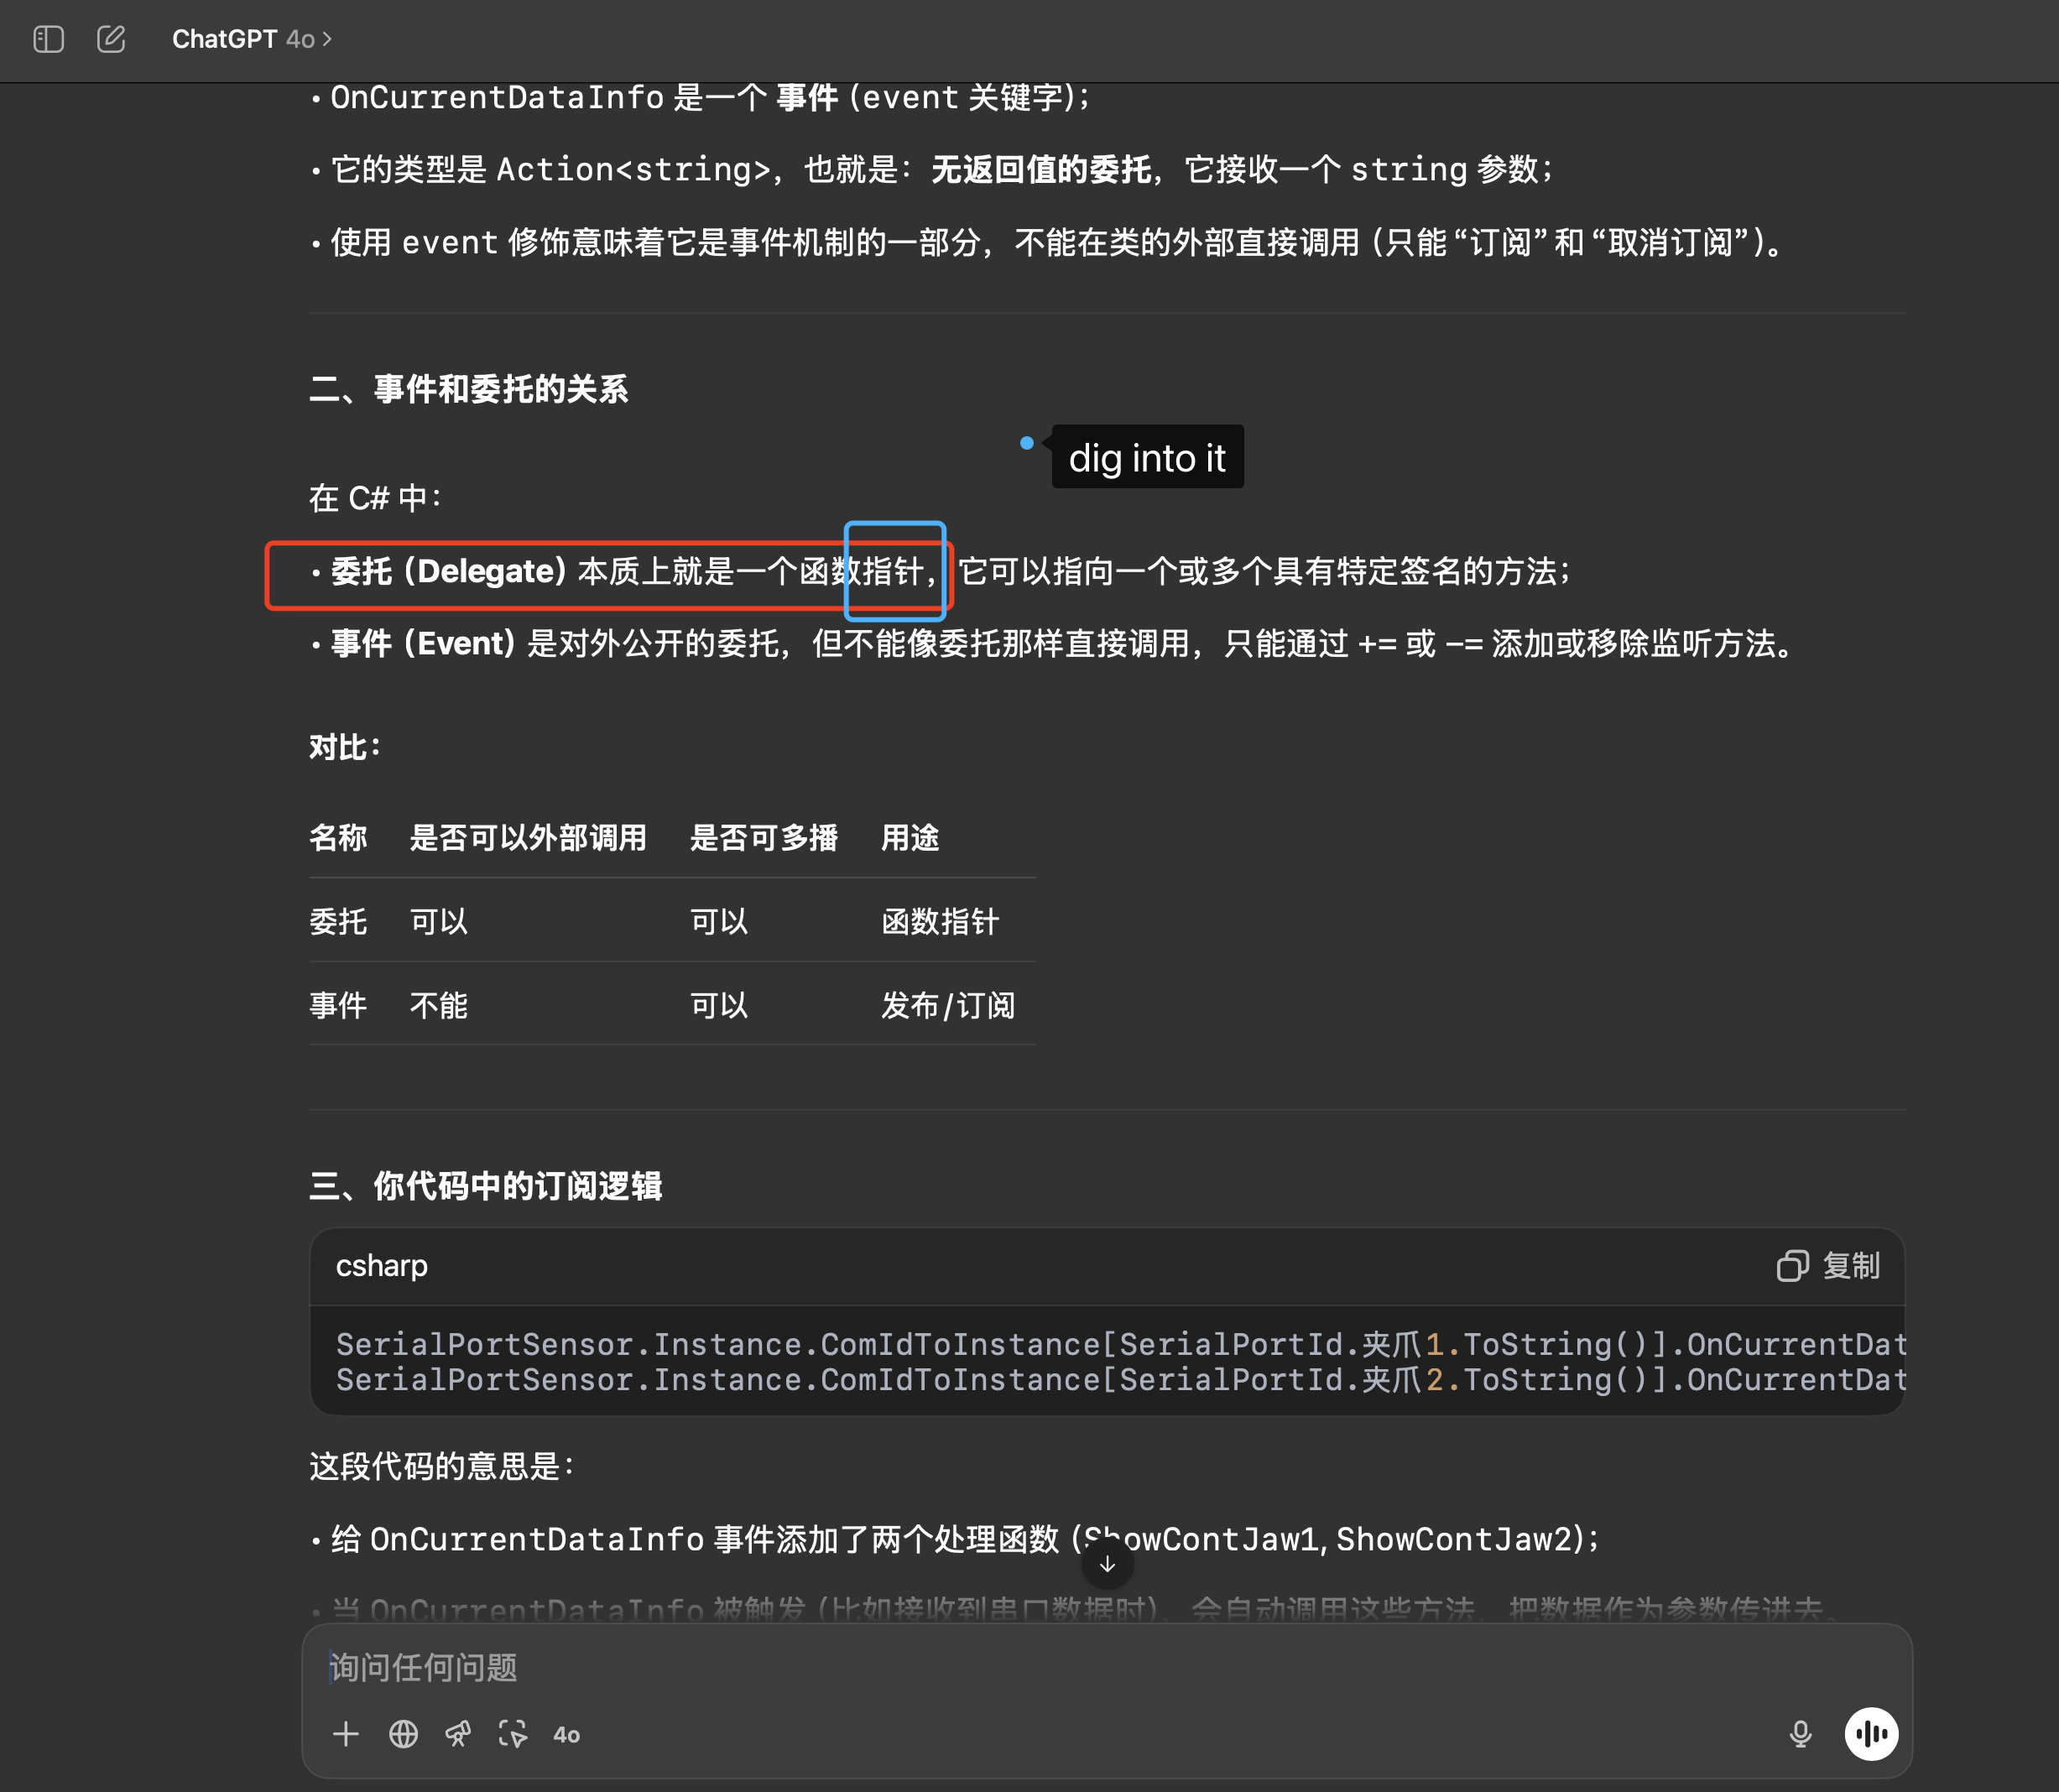 ChatGPT 4o >
• OnCurrentDataInfo 是一个 事件（event 关键字）；
• 它的类型是 Action<string>，也就是：无返回值的委托，它接收一个 string 参数；
• 使用 event 修饰意味着它是事件机制的一部分，不能在类的外部直接调用（只能“订阅”和“取消订阅”）。
二、事件和委托的关系
dig into it
在 C# 中：
• 委托（Delegate）本质上就是一个函数指针，它可以指向一个或多个具有特定签名的方法；
• 事件（Event）是对外公开的委托，但不能像委托那样直接调用，只能通过 += 或 -= 添加或移除监听方法。
对比：
名称 是否可以外部调用 是否可多播 用途
委托 可以 可以 函数指针
事件 不能 可以 发布/订阅
三、你代码中的订阅逻辑
csharp 复制
SerialPortSensor.Instance.ComIdToInstance[SerialPortId.夹爪1.ToString()].OnCurrentDat
SerialPortSensor.Instance.ComIdToInstance[SerialPortId.夹爪2.ToString()].OnCurrentDat
这段代码的意思是：
• 给 OnCurrentDataInfo 事件添加了两个处理函数（ShowContJaw1, ShowContJaw2）；
• 当 OnCurrentDataInfo 被触发（比如接收到串口数据时），会自动调用这些方法，把数据作为参数传进去。
询问任何问题
4o